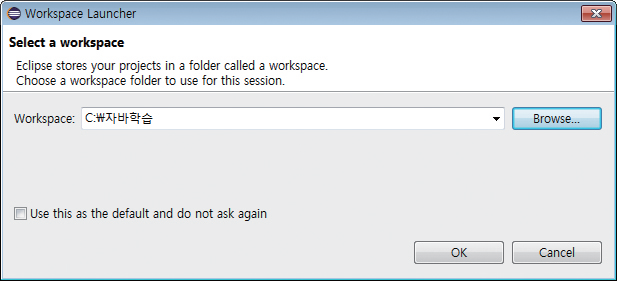 Workspace Launcher
Select a workspace
Eclipse stores your projects in a folder called a workspace.
Choose a workspace folder to use for this session.
Workspace: C:₩자바학습 Browse...
Use this as the default and do not ask again
OK Cancel